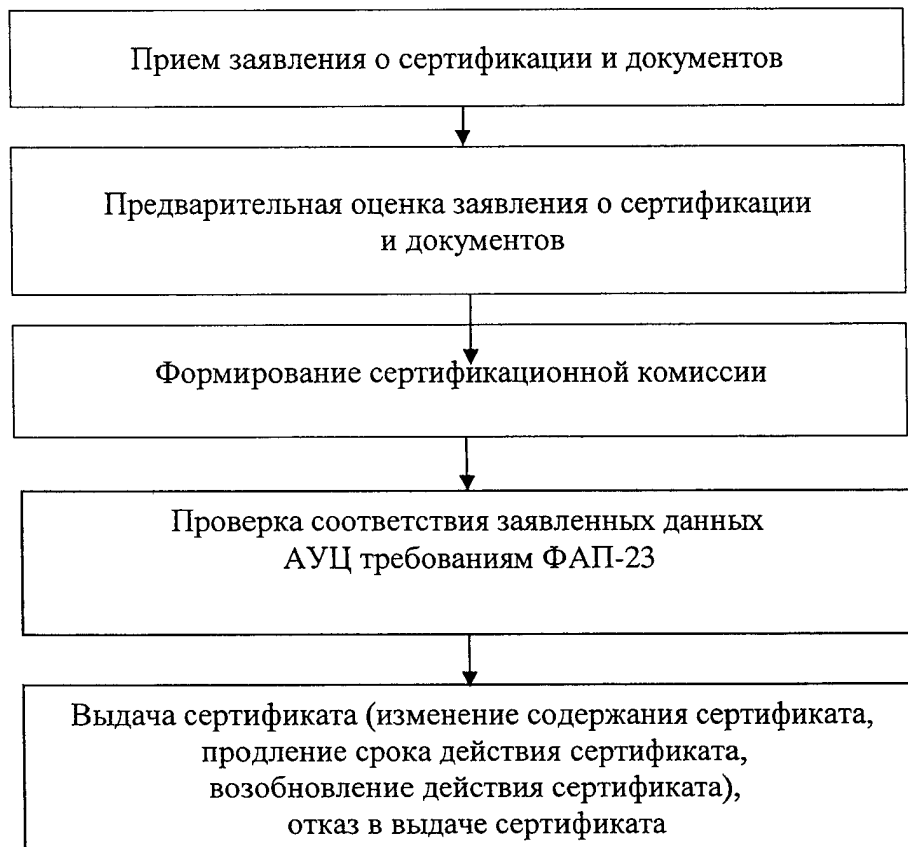 Прием заявления о сертификации и документов
Предварительная оценка заявления о сертификации
и документов
Формирование сертификационной комиссии
Проверка соответствия заявленных данных
АУЦ требованиям ФАП-23
Выдача сертификата (изменение содержания сертификата,
продление срока действия сертификата,
возобновление действия сертификата),
отказ в выдаче сертификата